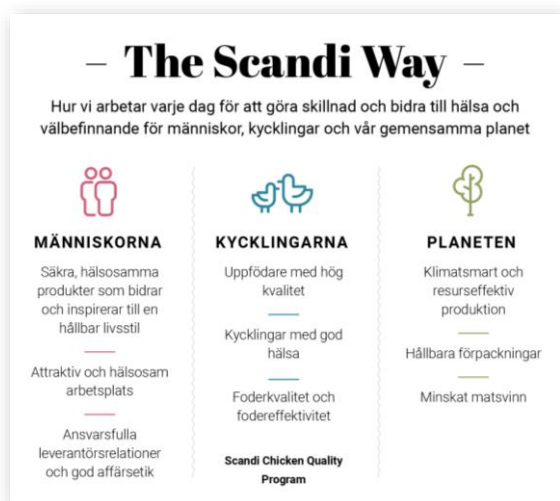 The Scandi Way
Hur vi arbetar varje dag för att göra skillnad och bidra till hälsa och
välbefinnande för människor, kycklingar och vår gemensamma planet
MÄNNISKORNA
Säkra, hälsosamma
produkter som bidrar
och inspirerar till en
hållbar livsstil
Attraktiv och hälsosam
arbetsplats
Ansvarsfulla
leverantörsrelationer
och god affärsetik
KYCKLINGARNA
Uppfödare med hög
kvalitet
Kycklingar med god
hälsa
Foderkvalitet och
fodereffektivitet
Scandi Chicken Quality
Program
PLANETEN
Klimatsmart och
resurseffektiv
produktion
Hållbara förpackningar
Minskat matsvinn